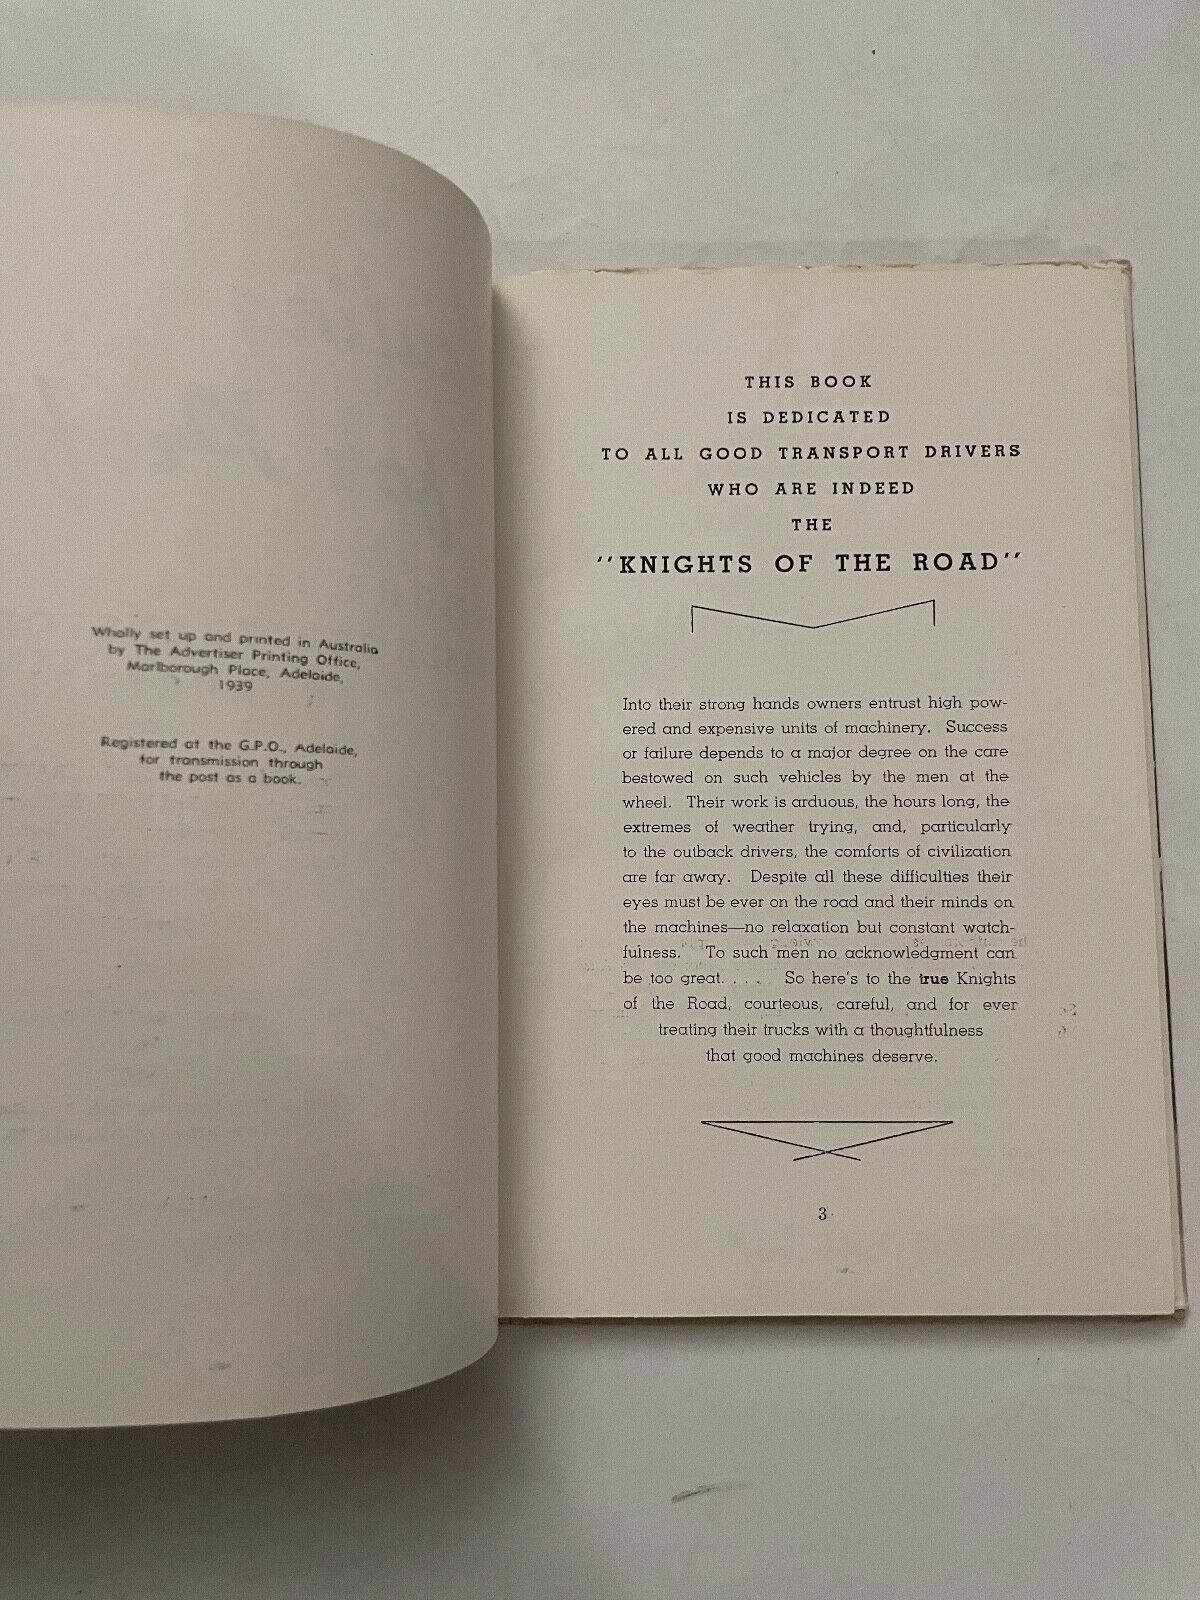 Wholly set up and printed in Australia
by The Advertiser Printing Office,
Marlborough Place, Adelaide,
1939
Registered at the G.P.O., Adelaide,
for transmission through
the post as a book.
THIS BOOK
IS DEDICATED
TO ALL GOOD TRANSPORT DRIVERS
WHO ARE INDEED
THE
"KNIGHTS OF THE ROAD"
Into their strong hands owners entrust high pow-
ered and expensive units of machinery. Success
or failure depends to a major degree on the care
bestowed on such vehicles by the men at the
wheel. Their work is arduous, the hours long, the
extremes of weather trying, and, particularly
to the outback drivers, the comforts of civilization
are far away. Despite all these difficulties their
eyes must be ever on the road and their minds on
the machines—no relaxation but constant watch-
fulness. To such men no acknowledgment can
be too great. . . . So here's to the true Knights
of the Road, courteous, careful, and for ever
treating their trucks with a thoughtfulness
that good machines deserve.
3